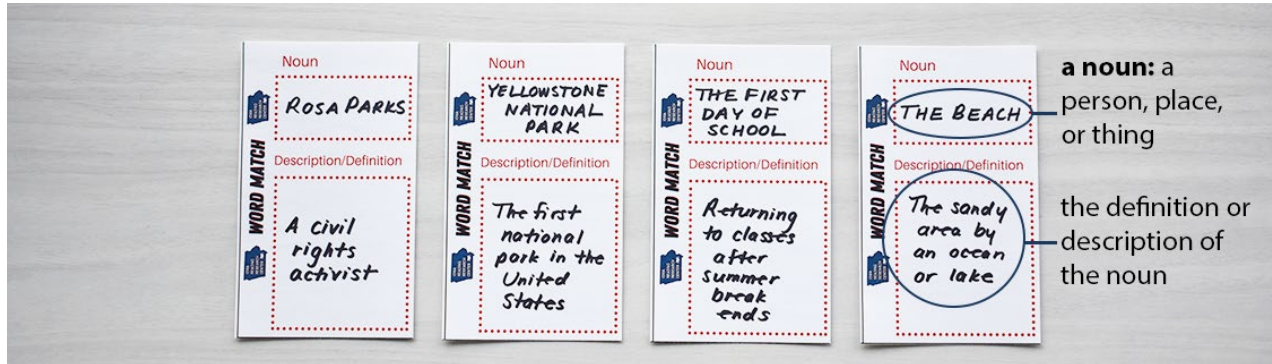 Noun
ROSA PARKS
Description/Definition
A civil
rights
activist
WORD MATCH
Noun
YELLOWSTONE
NATIONAL
PARK
Description/Definition
The first
national
park in the
United
States
WORD MATCH
Noun
THE FIRST
DAY OF
SCHOOL
Description/Definition
Returning
to classes
after
summer
break
ends
WORD MATCH
Noun
THE BEACH
Description/Definition
The sandy
area by
an ocean
or lake
WORD MATCH
a noun: a
person, place,
or thing
the definition or
description of
the noun